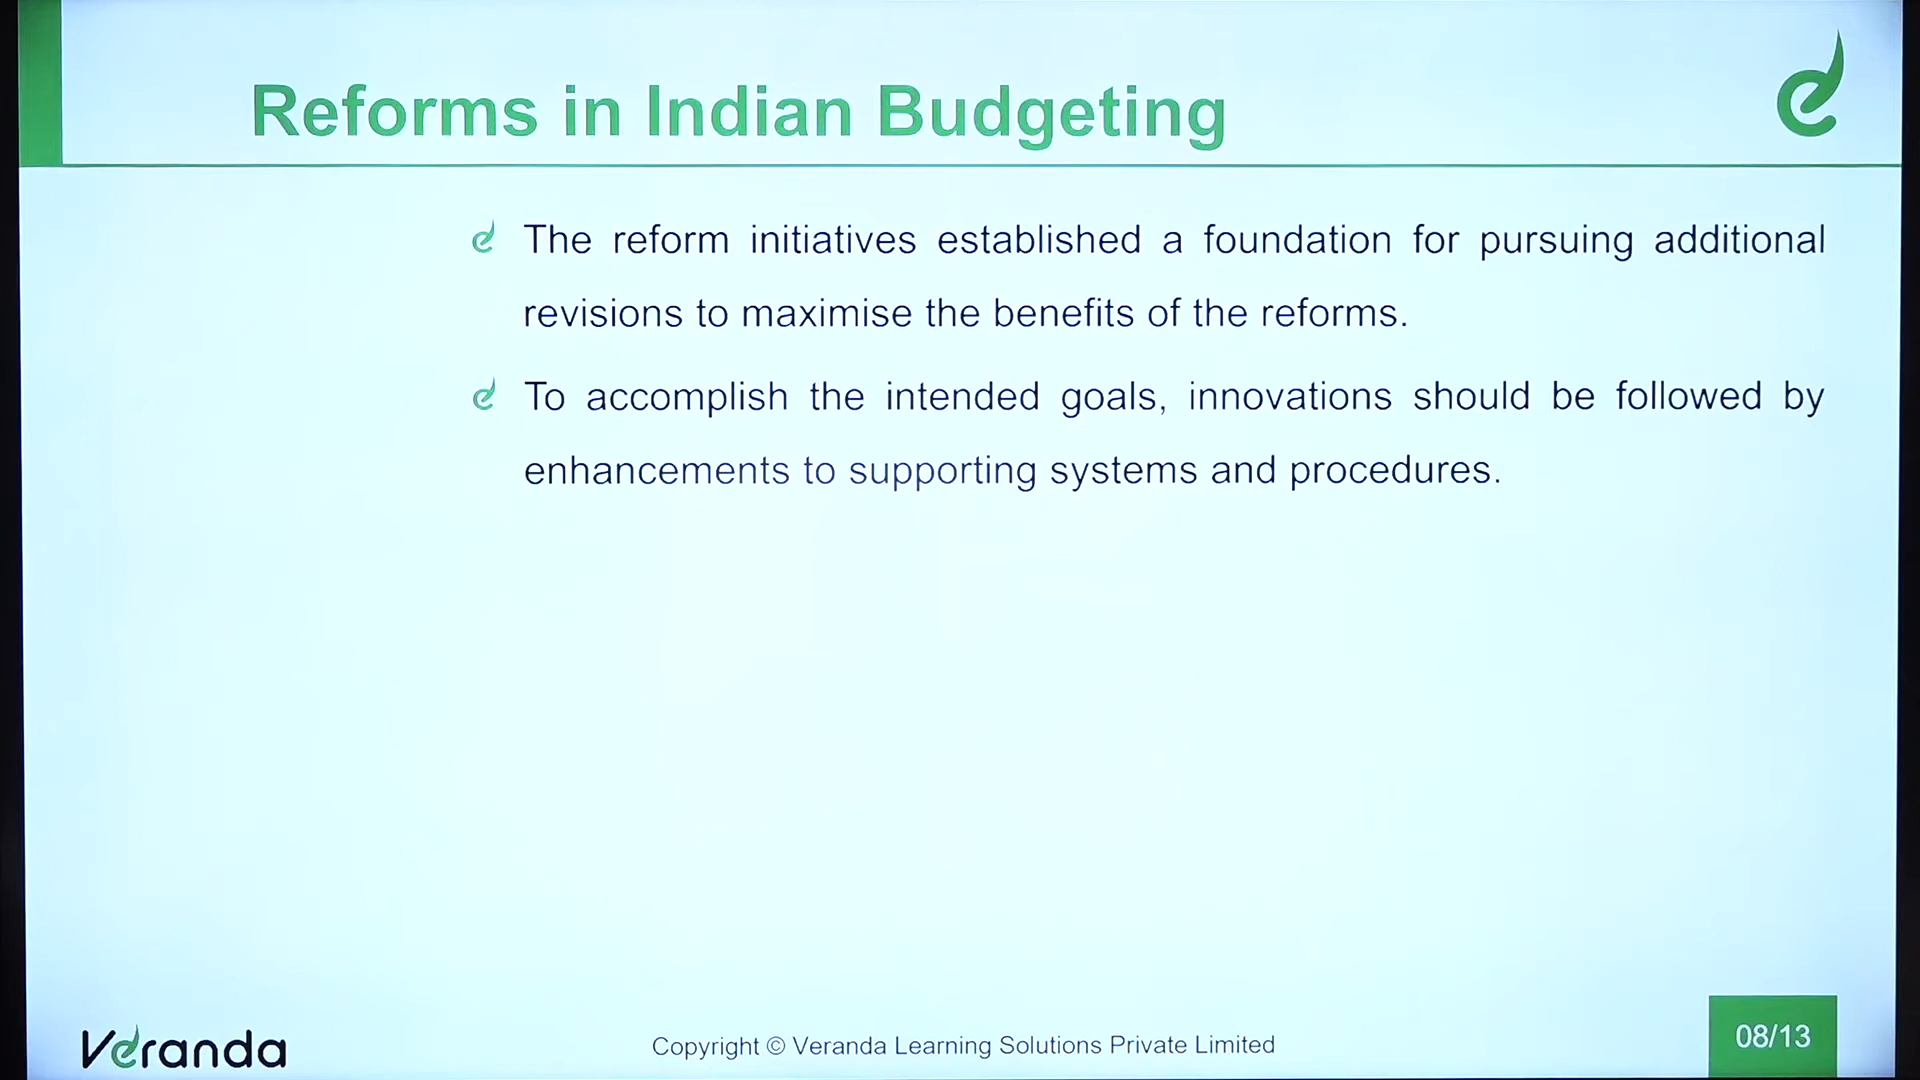 Reforms in Indian Budgeting
The reform initiatives established a foundation for pursuing additional
revisions to maximise the benefits of the reforms.
To accomplish the intended goals, innovations should be followed by
enhancements to supporting systems and procedures.
Veranda
Copyright © Veranda Learning Solutions Private Limited
08/13